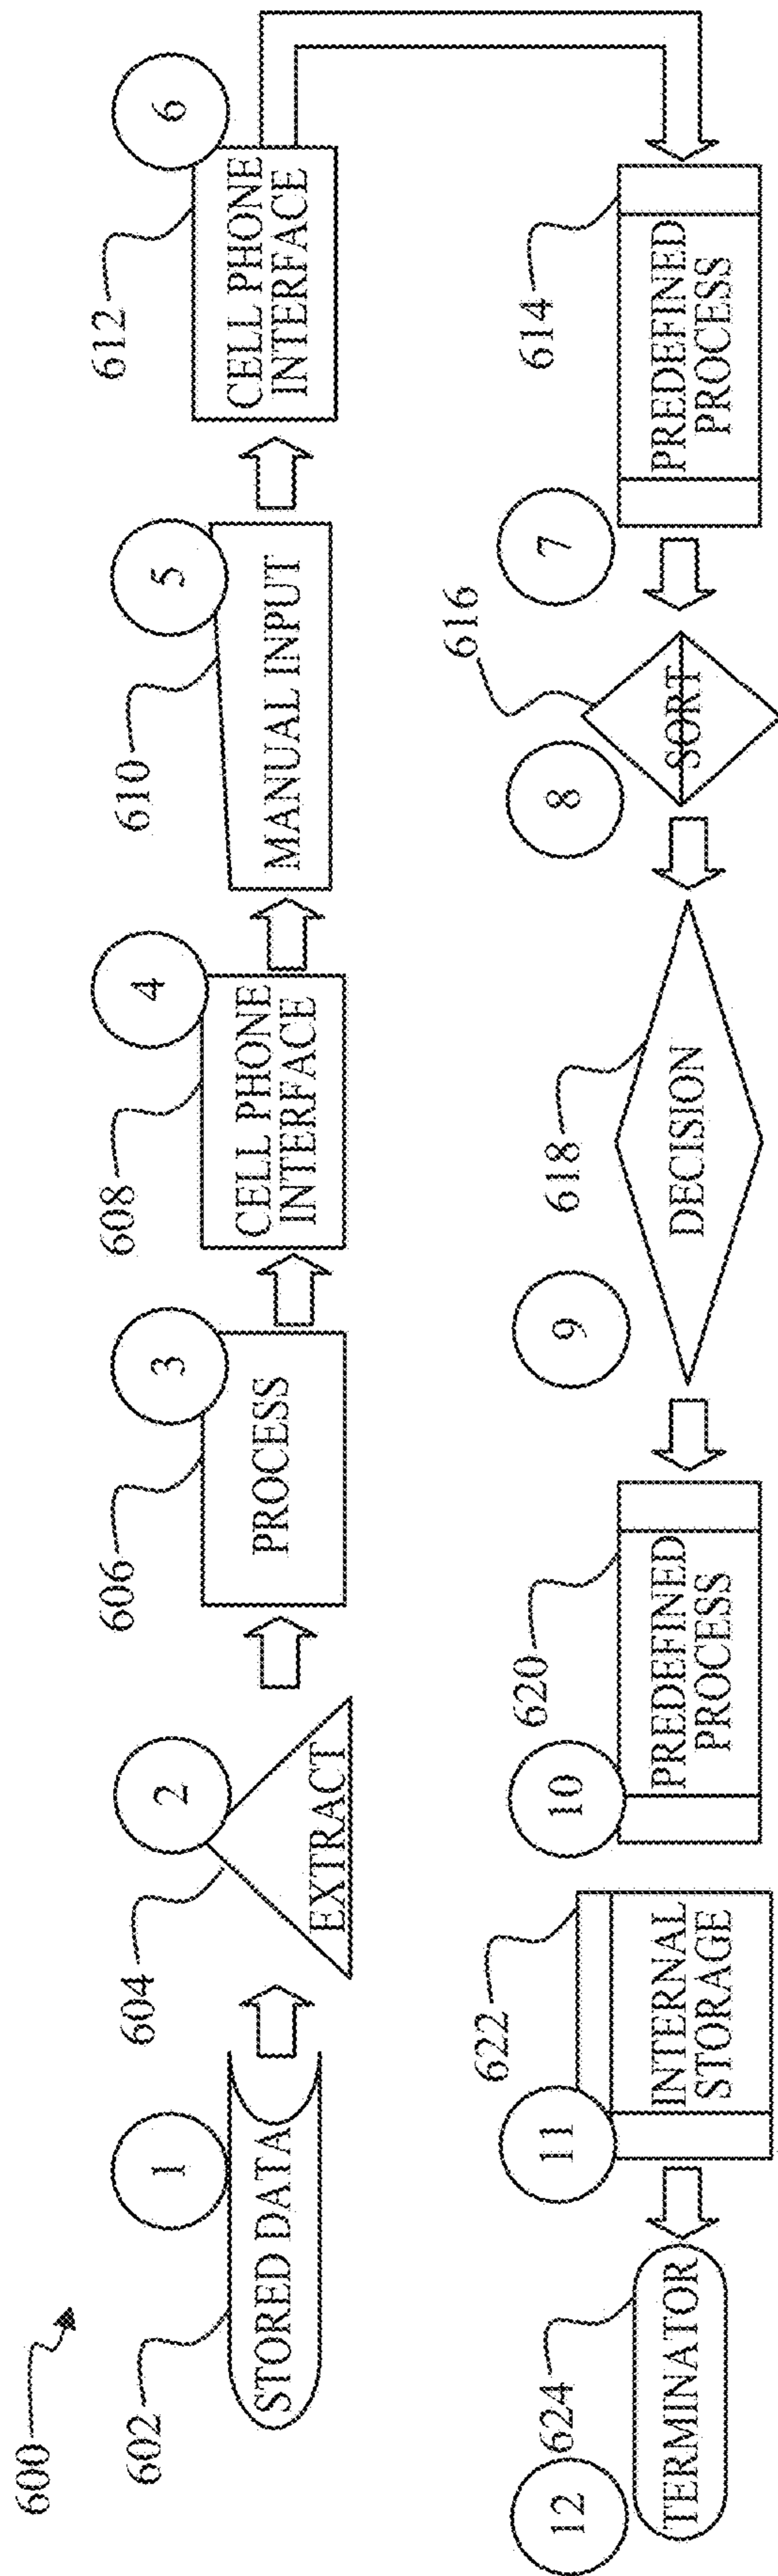 600
602
1
STORED DATA
604
2
EXTRACT
606
3
PROCESS
608
4
CELL PHONE
INTERFACE
610
5
MANUAL INPUT
612
6
CELL PHONE
INTERFACE
614
7
PREDEFINED
PROCESS
616
8
SORT
618
9
DECISION
620
10
PREDEFINED
PROCESS
622
11
INTERNAL
STORAGE
624
12
TERMINATOR